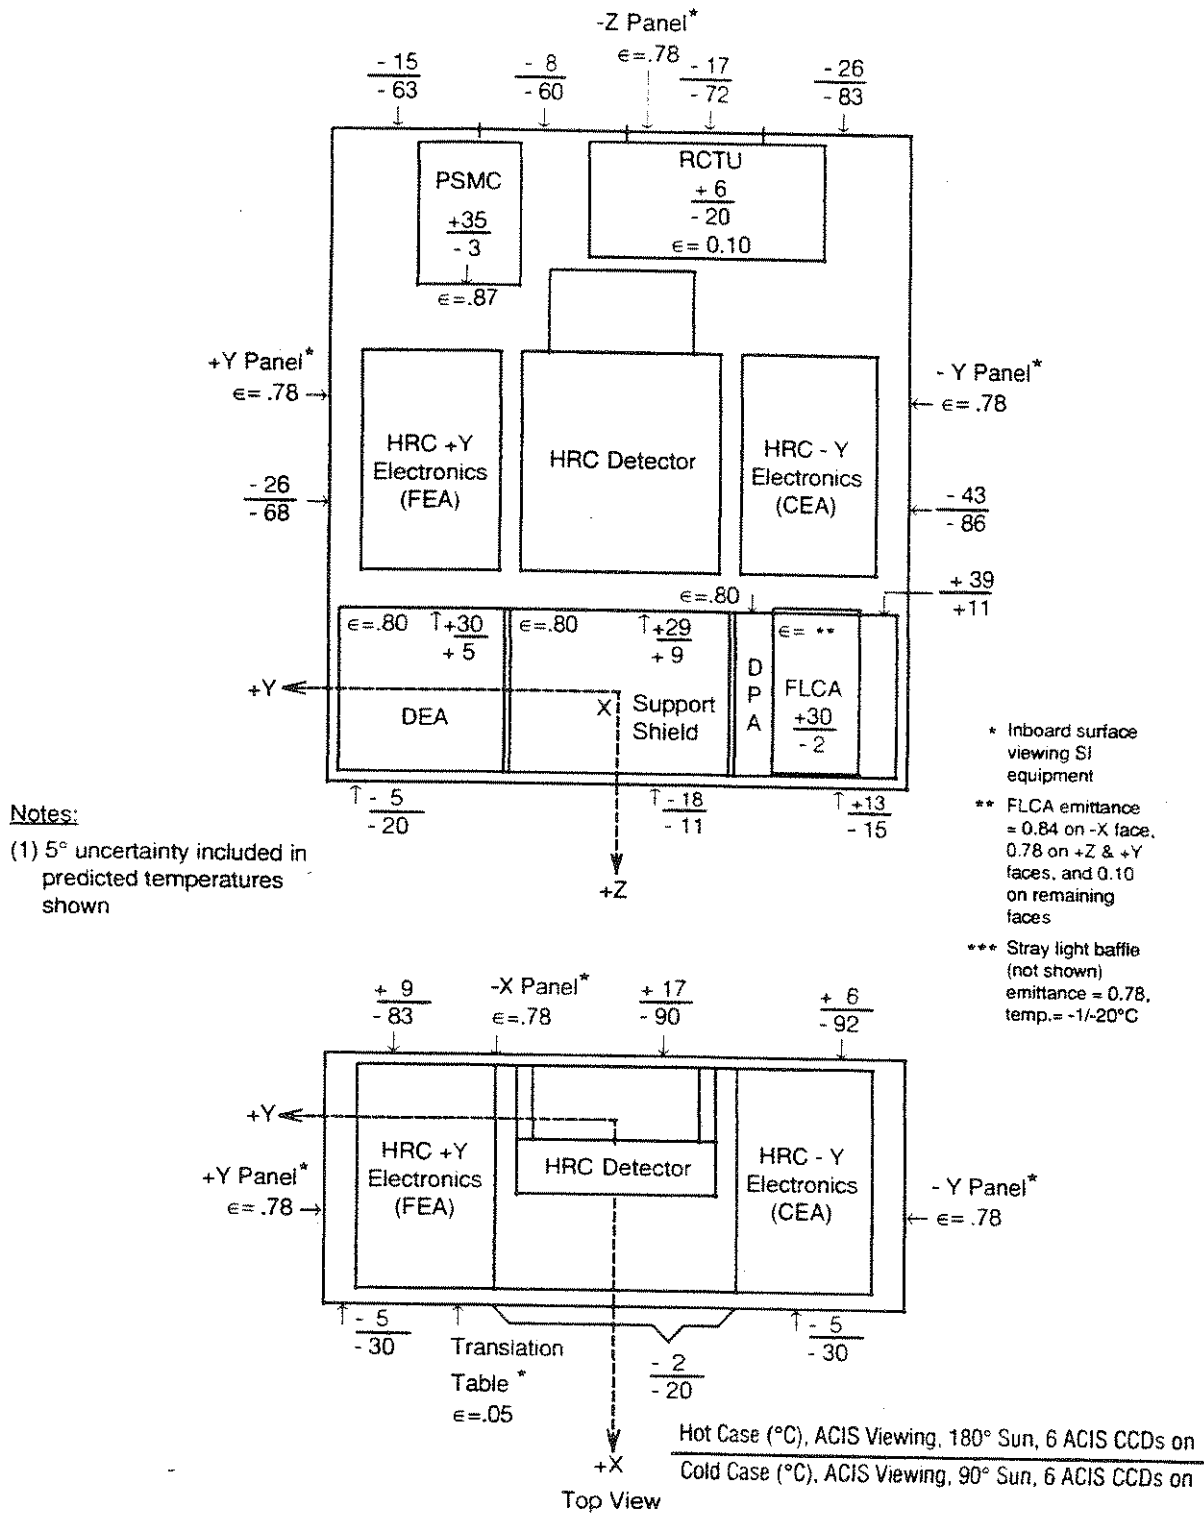 -Z Panel*
ϵ=.78
- 15
- 63
- 8
- 60
- 17
- 72
- 26
- 83
PSMC
+35
- 3
ϵ=.87
RCTU
+ 6
- 20
ϵ= 0.10
+Y Panel*
ϵ= .78
- Y Panel*
ϵ= .78
HRC +Y
Electronics
(FEA)
HRC Detector
HRC - Y
Electronics
(CEA)
- 26
- 68
- 43
- 86
+ 39
+11
ϵ=.80
ϵ=.80
+30
+ 5
ϵ=.80
+29
+ 9
ϵ= **
DPA
FLCA
+30
- 2
+Y
DEA
X
Support
Shield
- 5
- 20
- 18
- 11
+13
- 15
+Z
Notes:
(1) 5° uncertainty included in
predicted temperatures
shown
* Inboard surface
viewing SI
equipment
** FLCA emittance
= 0.84 on -X face,
0.78 on +Z & +Y
faces, and 0.10
on remaining
faces
*** Stray light baffle
(not shown)
emittance = 0.78,
temp.= -1/-20°C
+ 9
- 83
-X Panel*
ϵ=.78
+ 17
- 90
+ 6
- 92
+Y
+Y Panel*
ϵ= .78
HRC +Y
Electronics
(FEA)
HRC Detector
HRC - Y
Electronics
(CEA)
- Y Panel*
ϵ= .78
- 5
- 30
Translation
Table *
ϵ=.05
- 2
- 20
- 5
- 30
+X
Top View
Hot Case (°C), ACIS Viewing, 180° Sun, 6 ACIS CCDs on
Cold Case (°C), ACIS Viewing, 90° Sun, 6 ACIS CCDs on